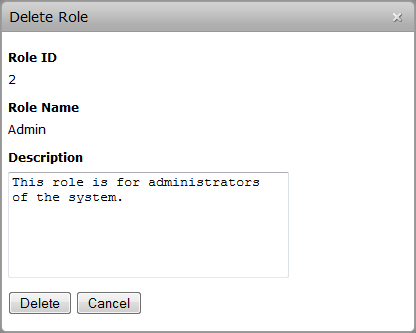 Delete Role
Role ID
2
Role Name
Admin
Description
This role is for administrators
of the system.
Delete Cancel